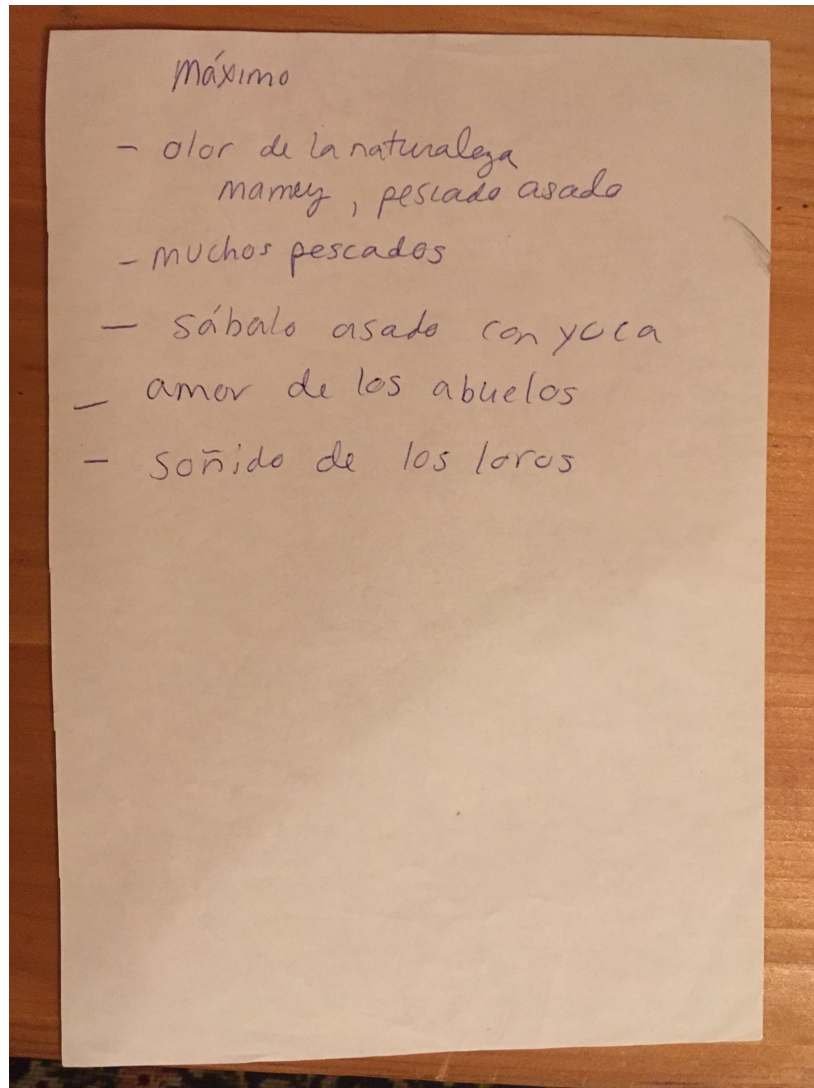 Máximo
- olor de la naturaleza
mamey, pescado asado
- muchos pescados
- sábalo asado con yuca
- amor de los abuelos
- soñido de los loros